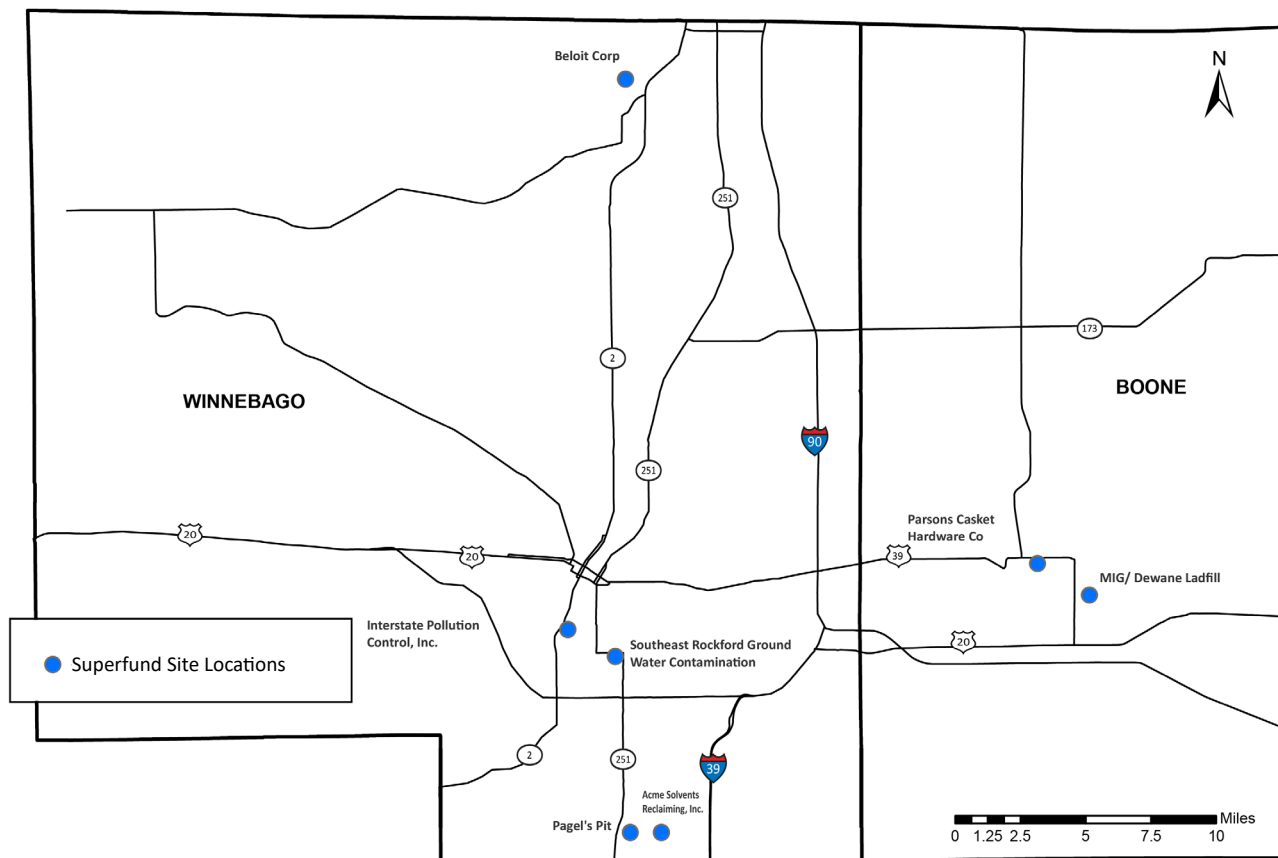 Beloit Corp
N
251
173
2
WINNEBAGO
BOONE
90
251
Parsons Casket
Hardware Co
20
20
39
MIG/ Dewane Ladfill
Interstate Pollution
Control, Inc.
Southeast Rockford Ground
Water Contamination
20
Superfund Site Locations
2
251
39
Acme Solvents
Reclaiming, Inc.
Pagel's Pit
Miles
0 1.25 2.5 5 7.5 10